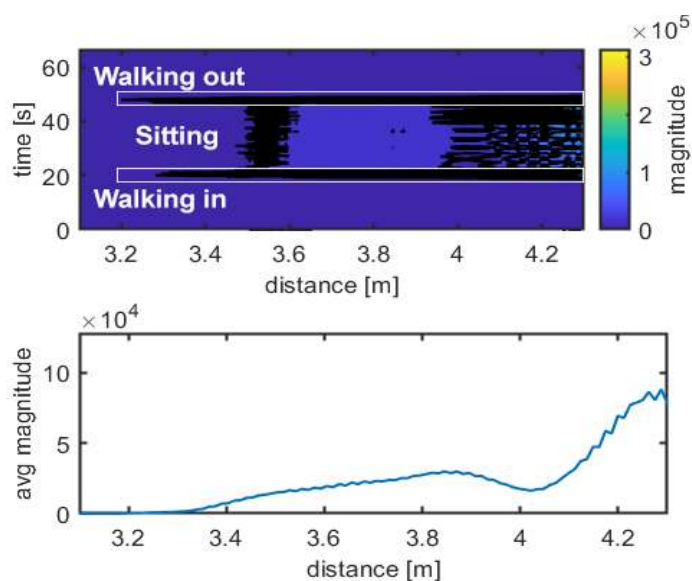 × 10⁵
60
40
20
0
time [s]
Walking out
Sitting
Walking in
3.2 3.4 3.6 3.8 4 4.2
distance [m]
3
2
1
0
magnitude
× 10⁴
10
5
0
avg magnitude
3.2 3.4 3.6 3.8 4 4.2
distance [m]